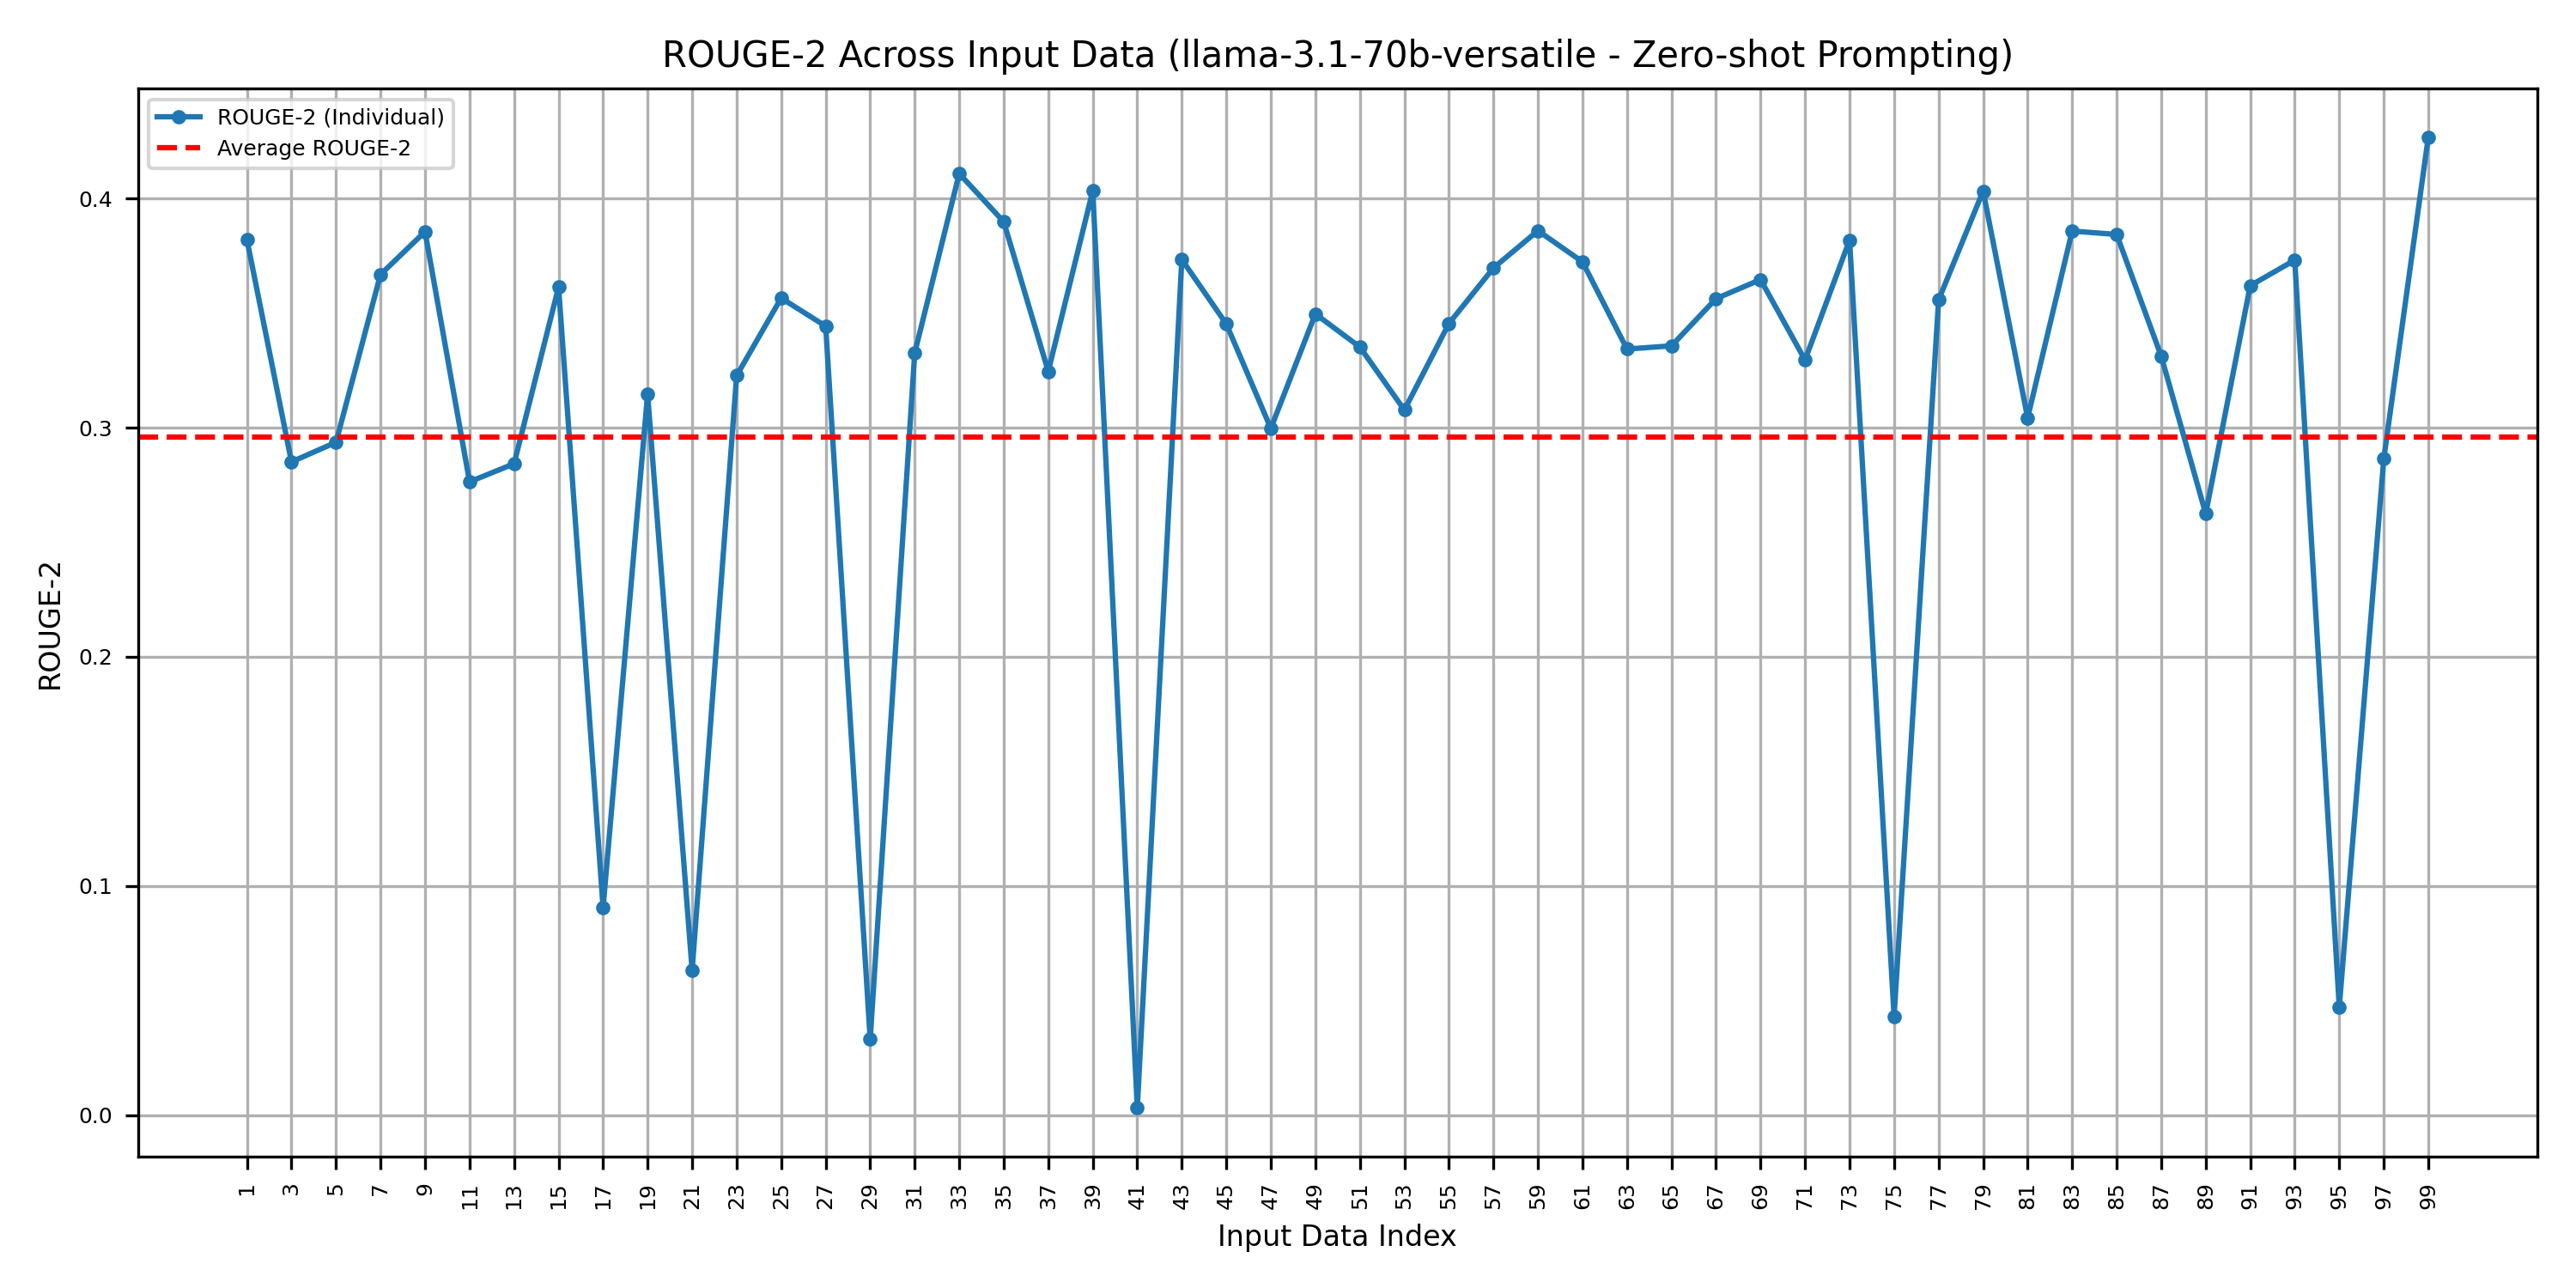 ROUGE-2 Across Input Data (llama-3.1-70b-versatile - Zero-shot Prompting)
ROUGE-2 (Individual)
Average ROUGE-2
ROUGE-2
0.4
0.3
0.2
0.1
0.0
1 3 5 7 9 11 13 15 17 19 21 23 25 27 29 31 33 35 37 39 41 43 45 47 49 51 53 55 57 59 61 63 65 67 69 71 73 75 77 79 81 83 85 87 89 91 93 95 97 99
Input Data Index